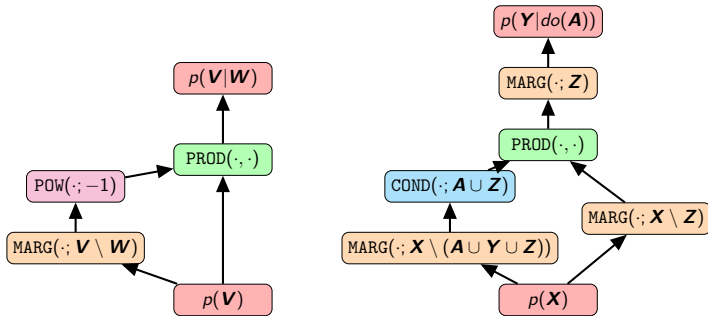 p(V|W)
PROD(·, ·)
POW(·; −1)
MARG(·; V \ W)
p(V)
p(Y|do(A))
MARG(·; Z)
PROD(·, ·)
COND(·; A ∪ Z)
MARG(·; X \ Z)
MARG(·; X \ (A ∪ Y ∪ Z))
p(X)